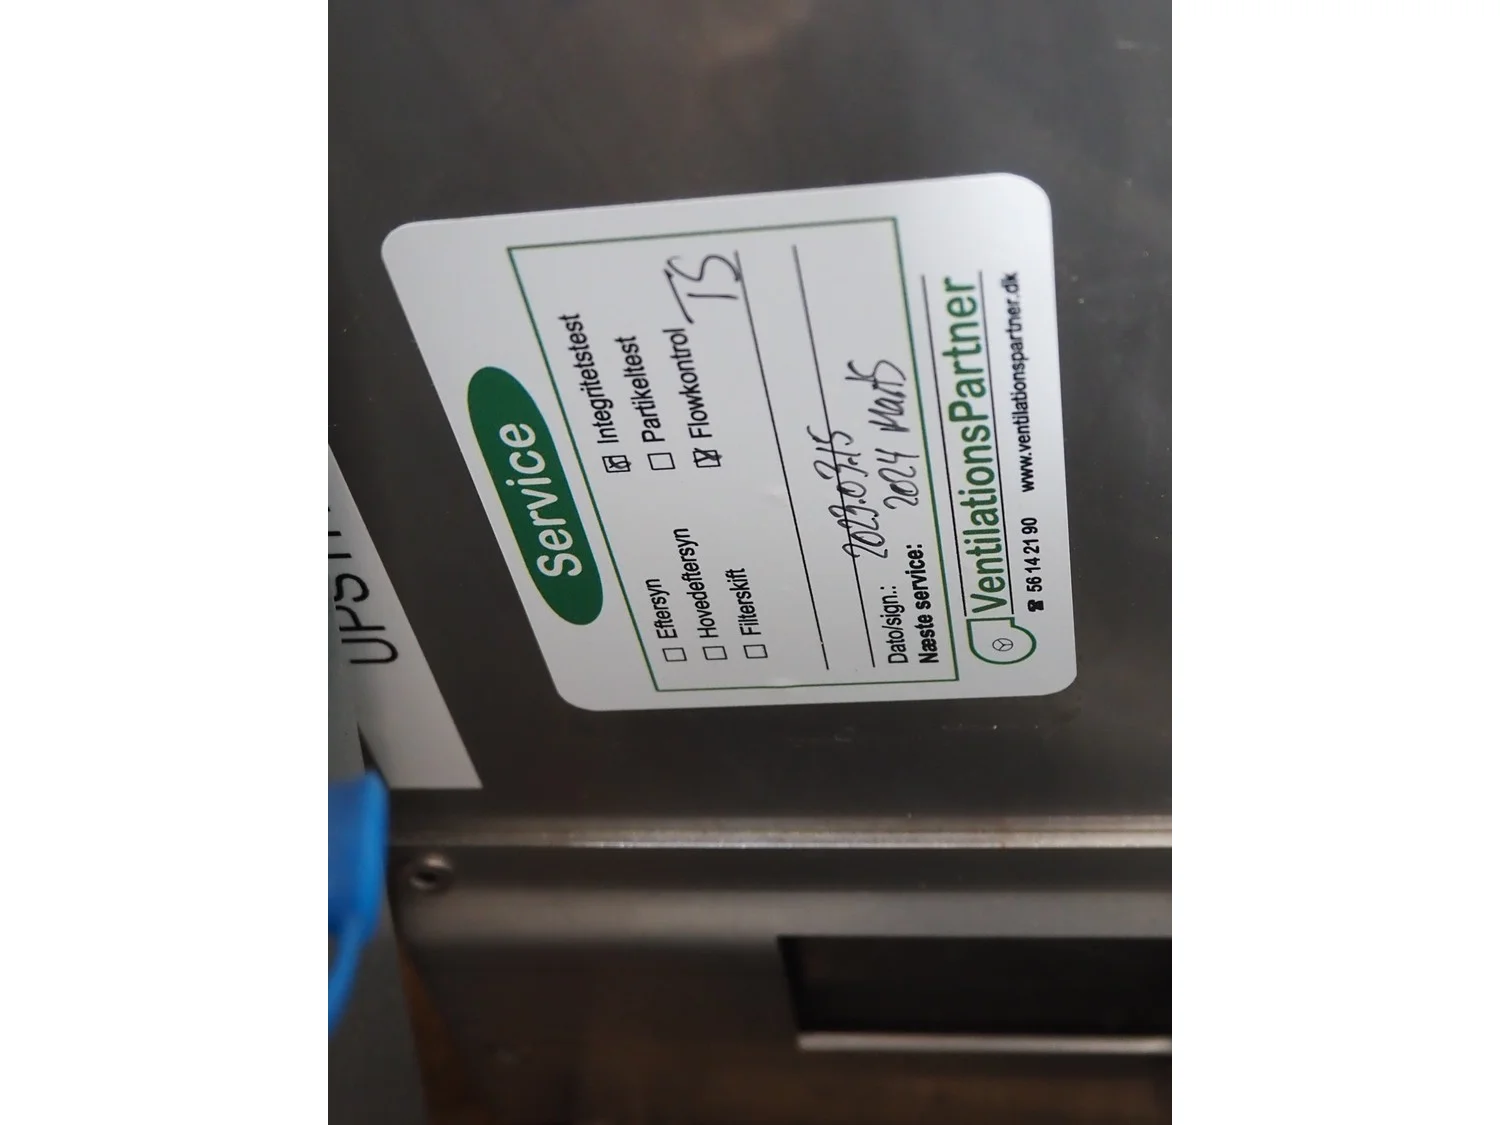 Service
☐ Eftersyn ☒ Integritetstest
☐ Hovedeftersyn ☐ Partikeltest
☐ Filterskift ☒ Flowkontrol TS
Dato/sign.: 2023.03.15
Næste service: 2024 Marts
VentilationsPartner
☎ 56 14 21 90 www.ventilationspartner.dk